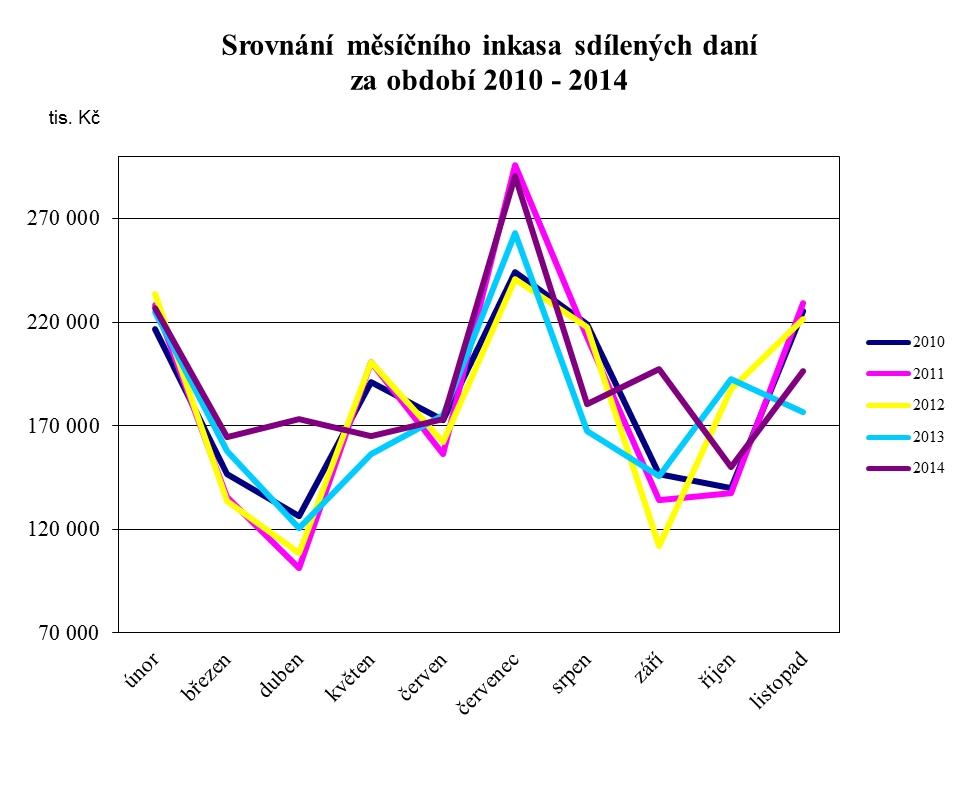 Srovnání měsíčního inkasa sdílených daní
za období 2010 - 2014
tis. Kč
270 000
220 000
170 000
120 000
70 000
únor
březen
duben
květen
červen
červenec
srpen
září
říjen
listopad
2010
2011
2012
2013
2014